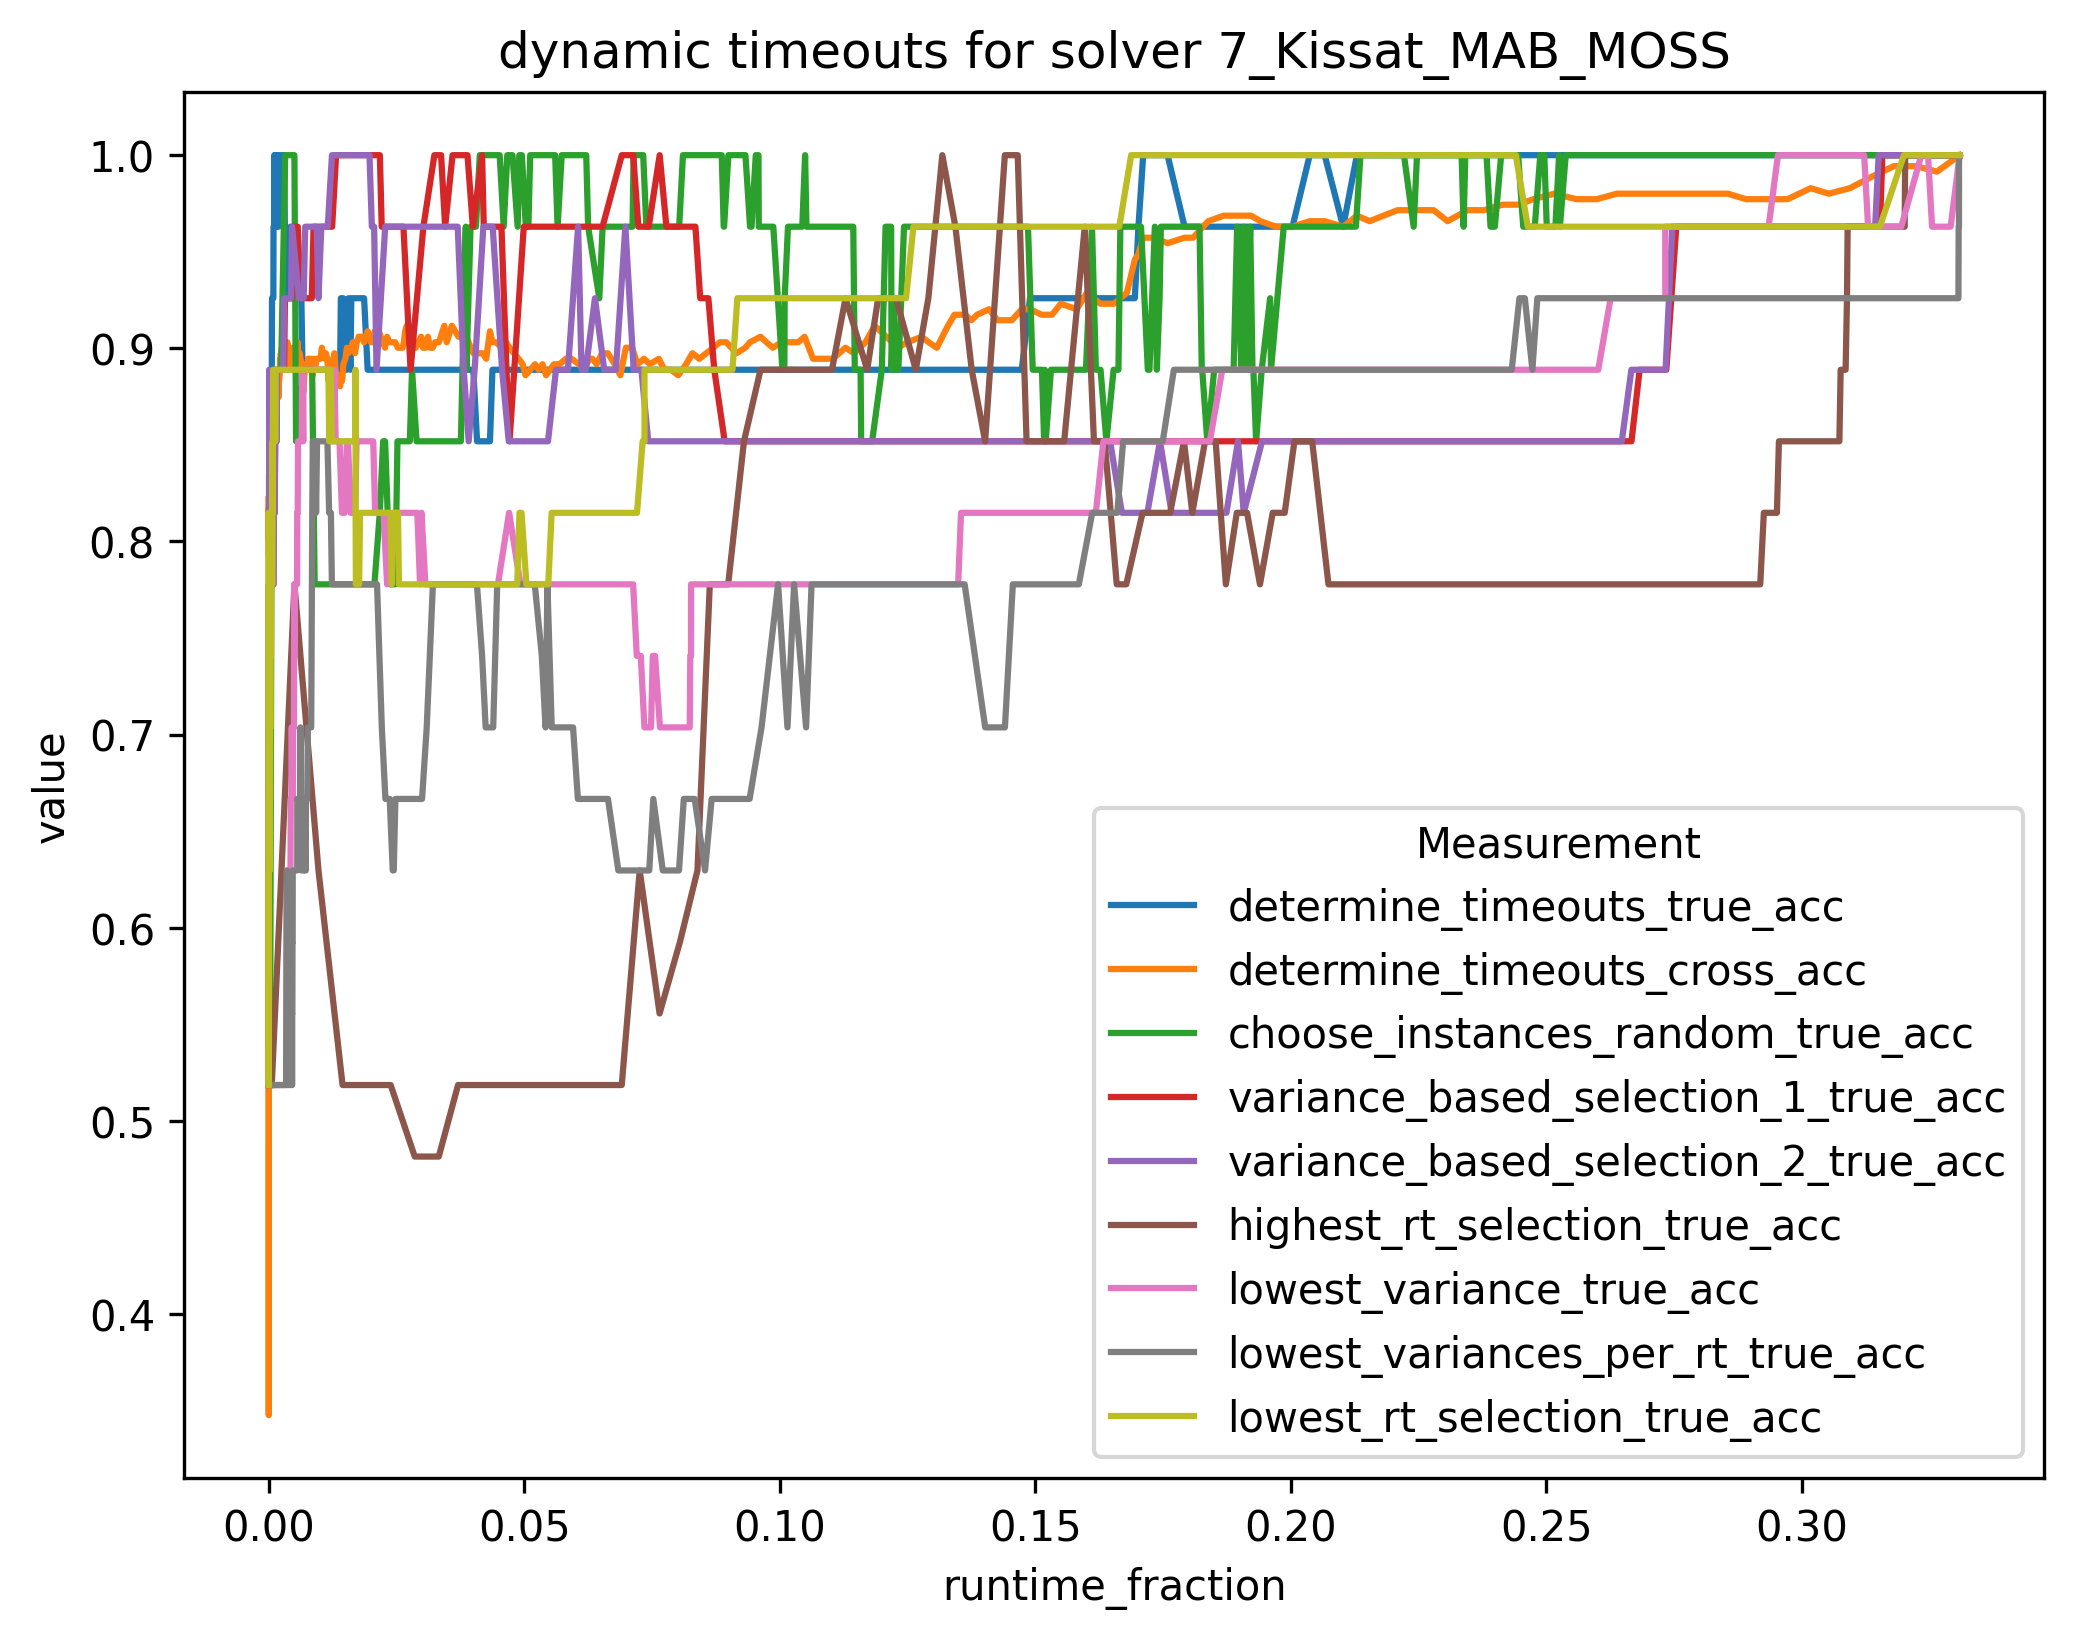 dynamic timeouts for solver 7_Kissat_MAB_MOSS
1.0
0.9
0.8
0.7
0.6
0.5
0.4
value
0.00 0.05 0.10 0.15 0.20 0.25 0.30
runtime_fraction
Measurement
determine_timeouts_true_acc
determine_timeouts_cross_acc
choose_instances_random_true_acc
variance_based_selection_1_true_acc
variance_based_selection_2_true_acc
highest_rt_selection_true_acc
lowest_variance_true_acc
lowest_variances_per_rt_true_acc
lowest_rt_selection_true_acc